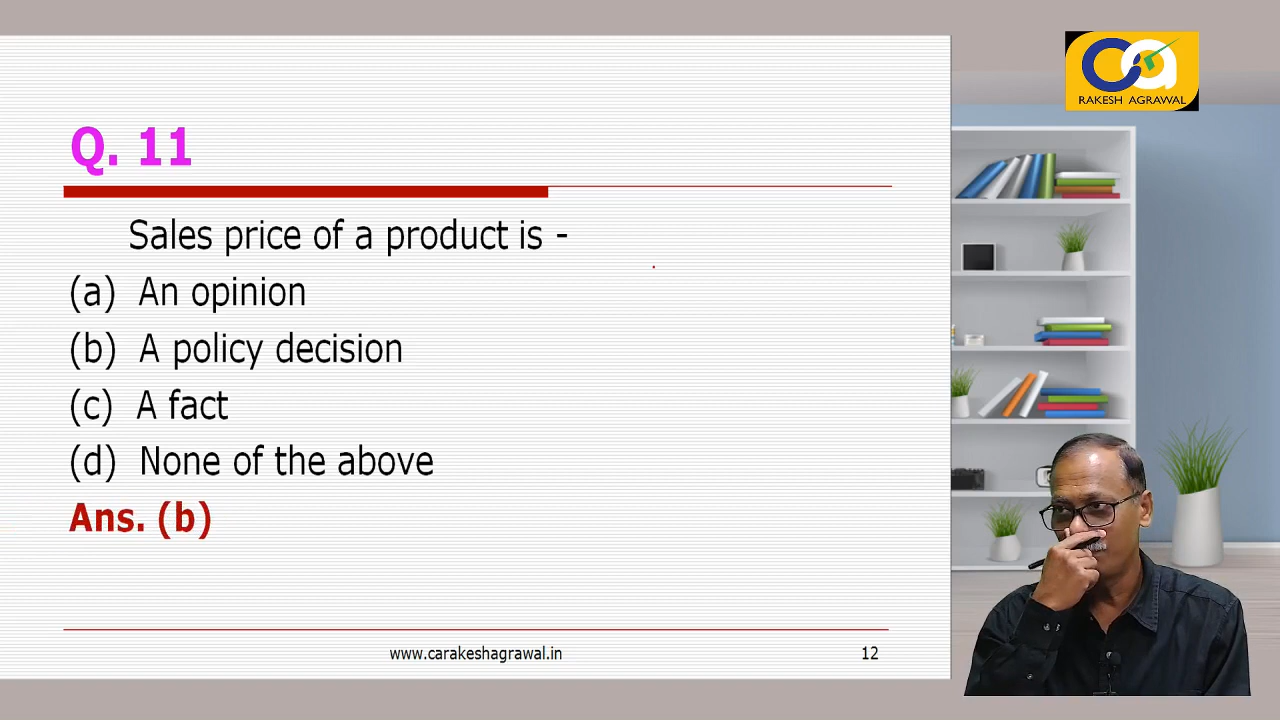 RAKESH AGRAWAL
Q. 11
Sales price of a product is -
(a) An opinion
(b) A policy decision
(c) A fact
(d) None of the above
Ans. (b)
www.carakeshagrawal.in
12